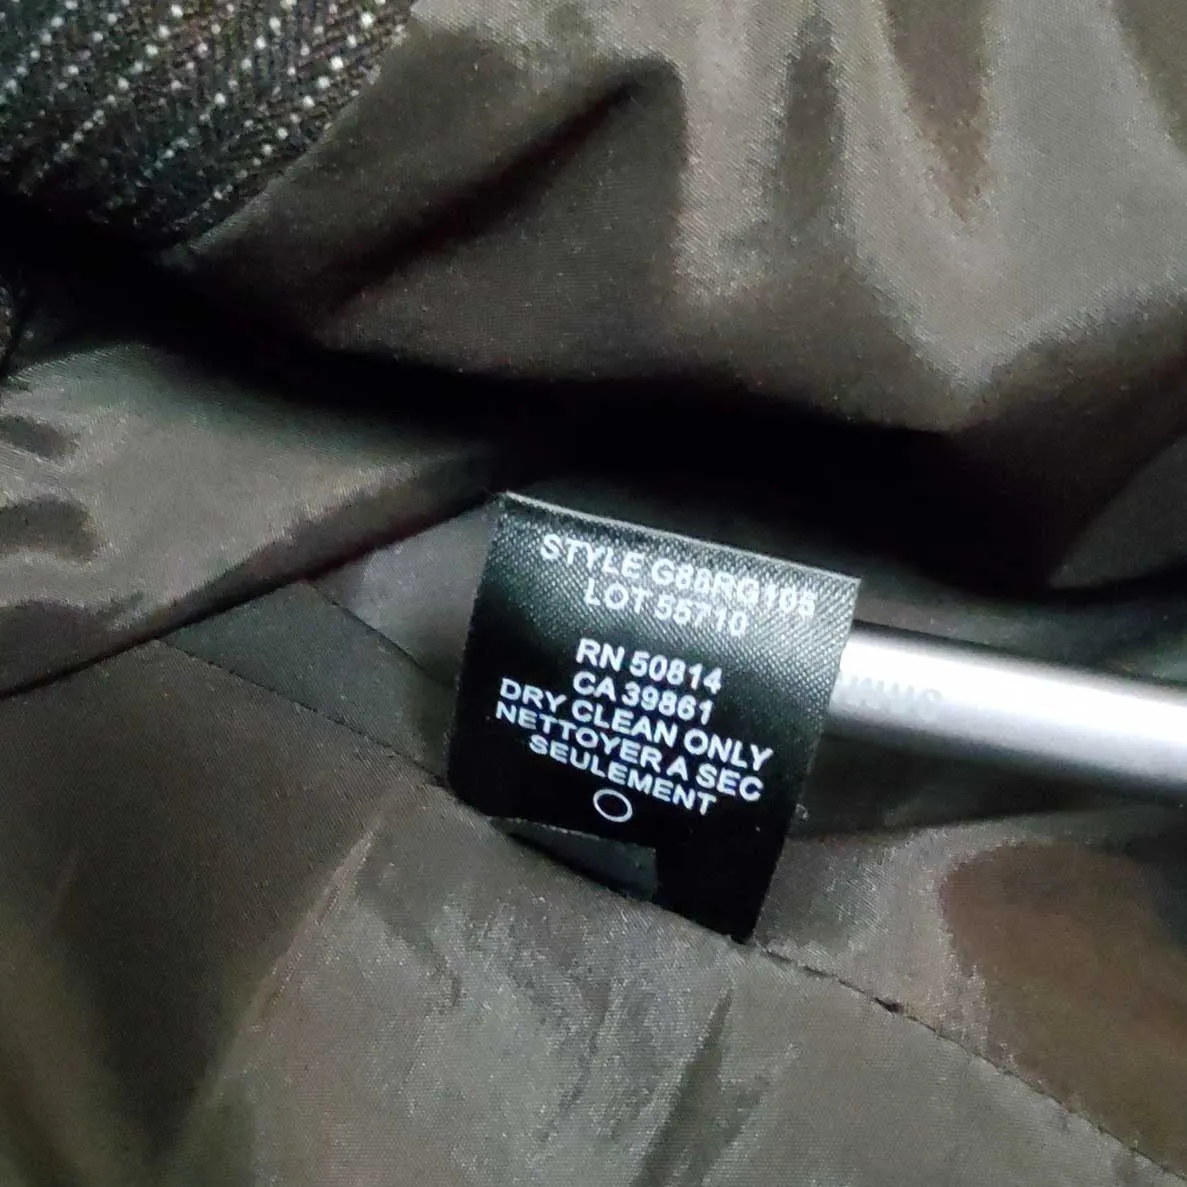 STYLE G88RG105
LOT 55710
RN 50814
CA 39861
DRY CLEAN ONLY
NETTOYER A SEC
SEULEMENT